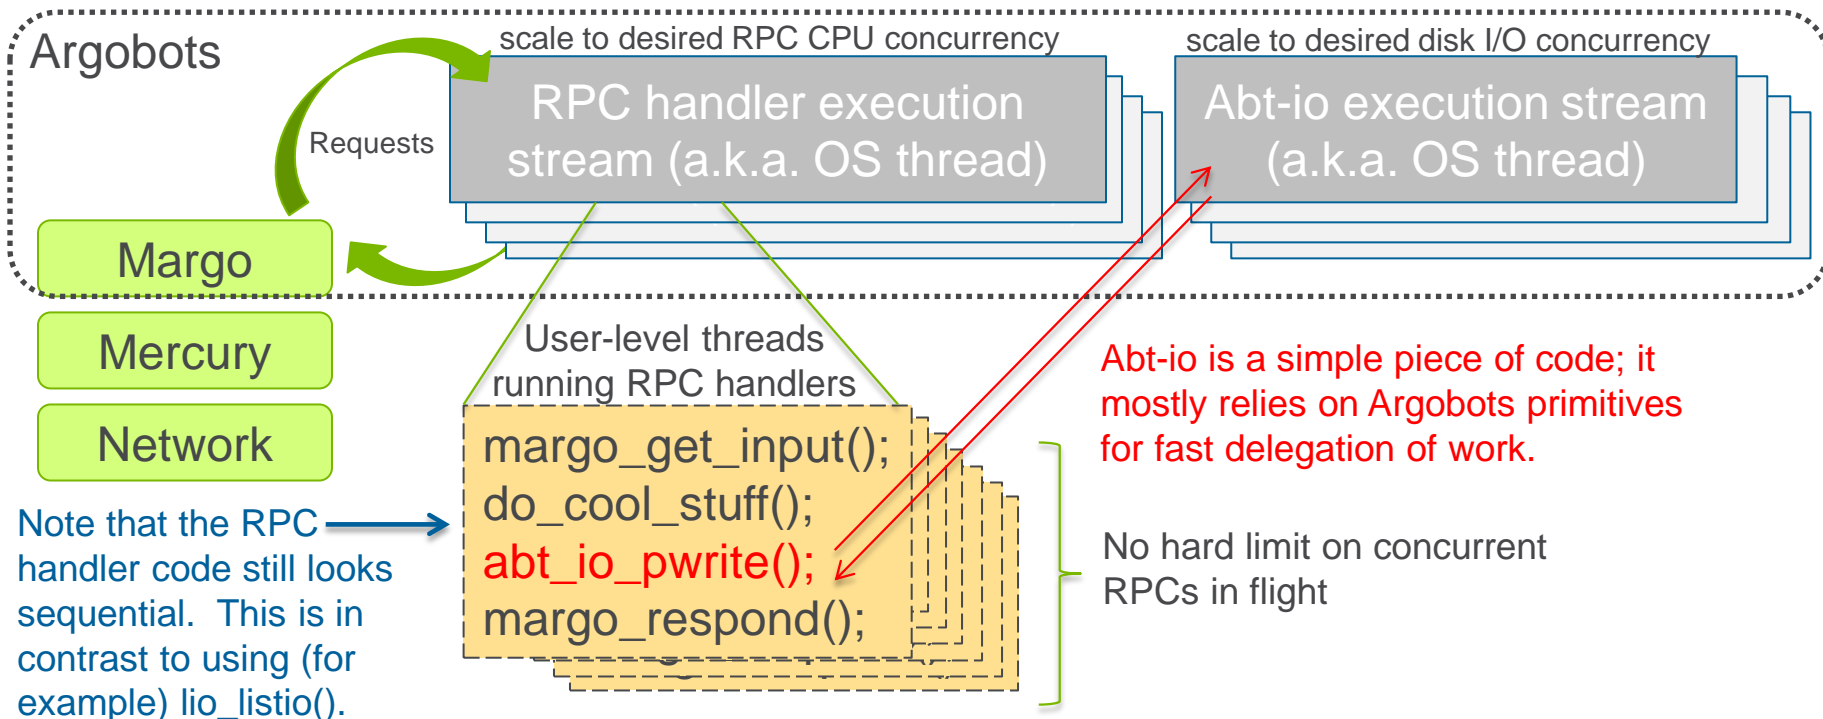 Argobots
scale to desired RPC CPU concurrency
scale to desired disk I/O concurrency
RPC handler execution
stream (a.k.a. OS thread)
Abt-io execution stream
(a.k.a. OS thread)
Requests
Margo
Mercury
Network
User-level threads
running RPC handlers
margo_get_input();
do_cool_stuff();
abt_io_pwrite();
margo_respond();
Abt-io is a simple piece of code; it
mostly relies on Argobots primitives
for fast delegation of work.
No hard limit on concurrent
RPCs in flight
Note that the RPC
handler code still looks
sequential.  This is in
contrast to using (for
example) lio_listio().